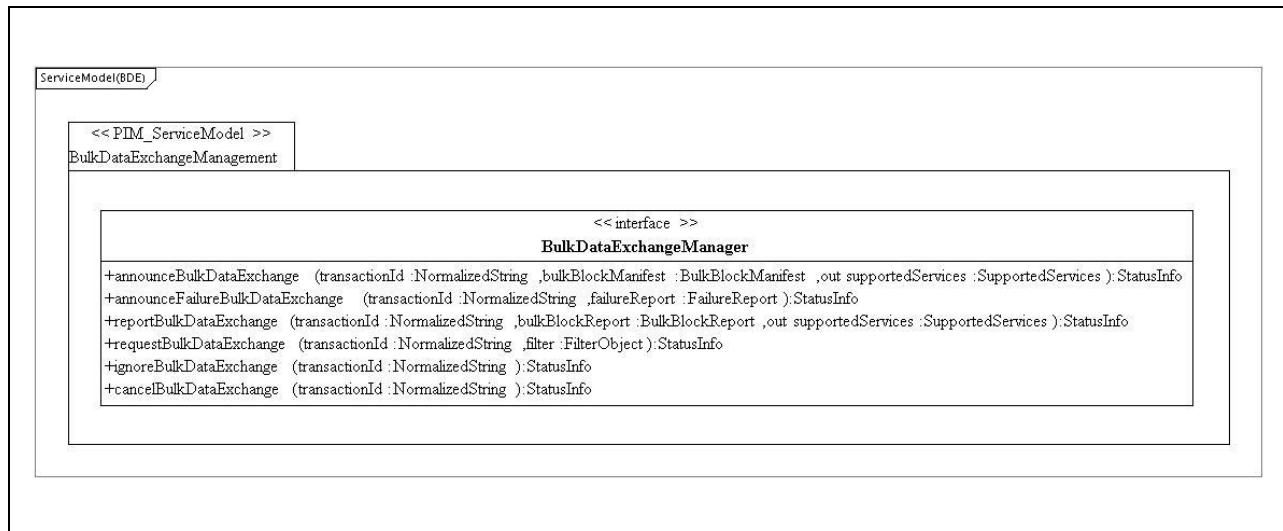 ServiceModel(BDE)
<< PIM_ServiceModel >>
BulkDataExchangeManagement
<< interface >>
BulkDataExchangeManager
+announceBulkDataExchange (transactionId :NormalizedString ,bulkBlockManifest :BulkBlockManifest ,out supportedServices :SupportedServices ):StatusInfo
+announceFailureBulkDataExchange (transactionId :NormalizedString ,failureReport :FailureReport ):StatusInfo
+reportBulkDataExchange (transactionId :NormalizedString ,bulkBlockReport :BulkBlockReport ,out supportedServices :SupportedServices ):StatusInfo
+requestBulkDataExchange (transactionId :NormalizedString ,filter :FilterObject ):StatusInfo
+ignoreBulkDataExchange (transactionId :NormalizedString ):StatusInfo
+cancelBulkDataExchange (transactionId :NormalizedString ):StatusInfo